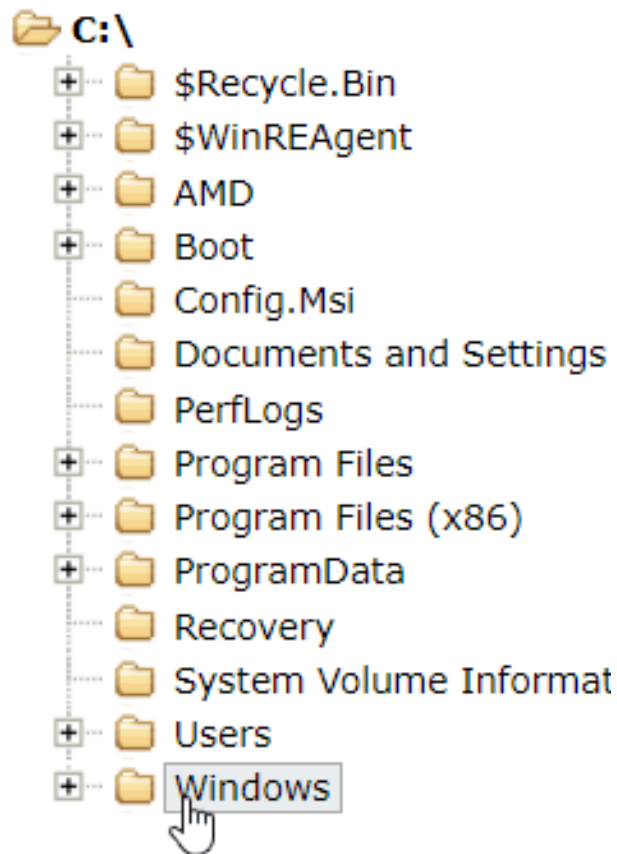 C:\
$Recycle.Bin
$WinREAgent
AMD
Boot
Config.Msi
Documents and Settings
PerfLogs
Program Files
Program Files (x86)
ProgramData
Recovery
System Volume Informat
Users
Windows